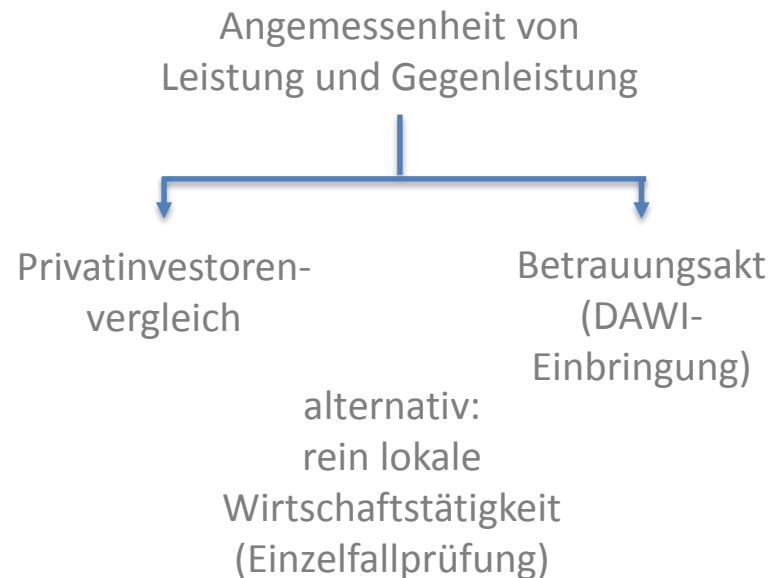 Angemessenheit von
Leistung und Gegenleistung
Privatinvestoren-
vergleich
Betrauungsakt
(DAWI-
Einbringung)
alternativ:
rein lokale
Wirtschaftstätigkeit
(Einzelfallprüfung)